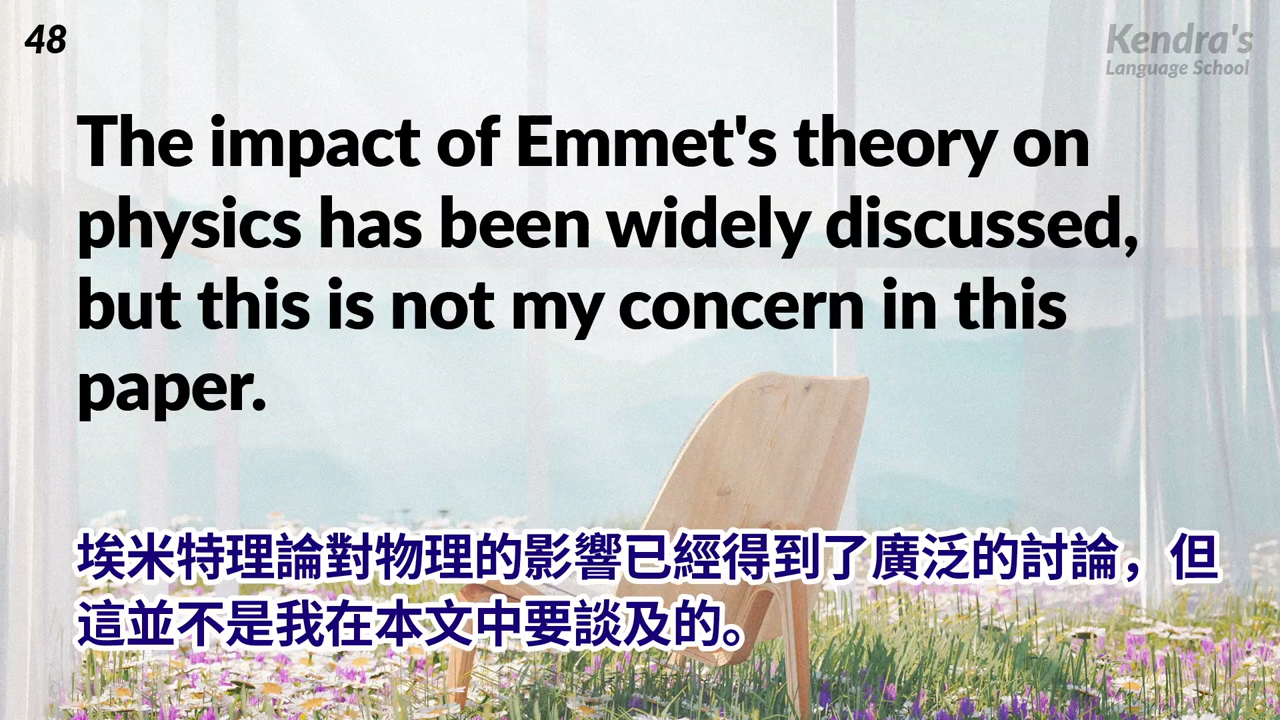 48
Kendra's
Language School
The impact of Emmet's theory on
physics has been widely discussed,
but this is not my concern in this
paper.
埃米特理論對物理的影響已經得到了廣泛的討論，但
這並不是我在本文中要談及的。